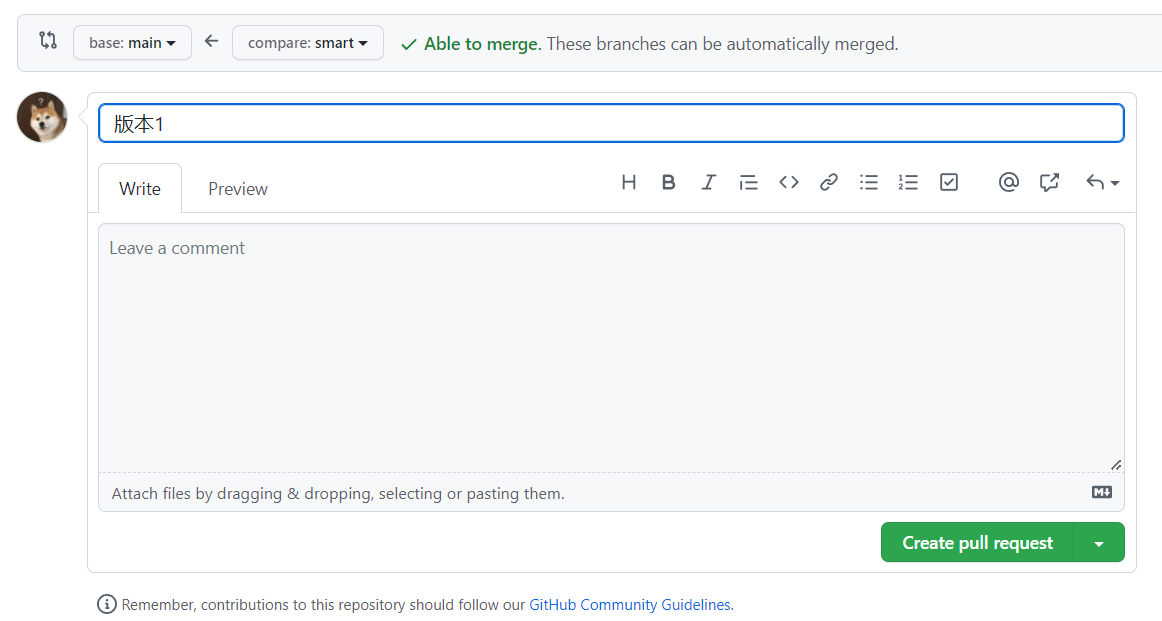 base: main compare: smart Able to merge. These branches can be automatically merged.
版本1
Write Preview
Leave a comment
Attach files by dragging & dropping, selecting or pasting them.
Create pull request
Remember, contributions to this repository should follow our GitHub Community Guidelines.